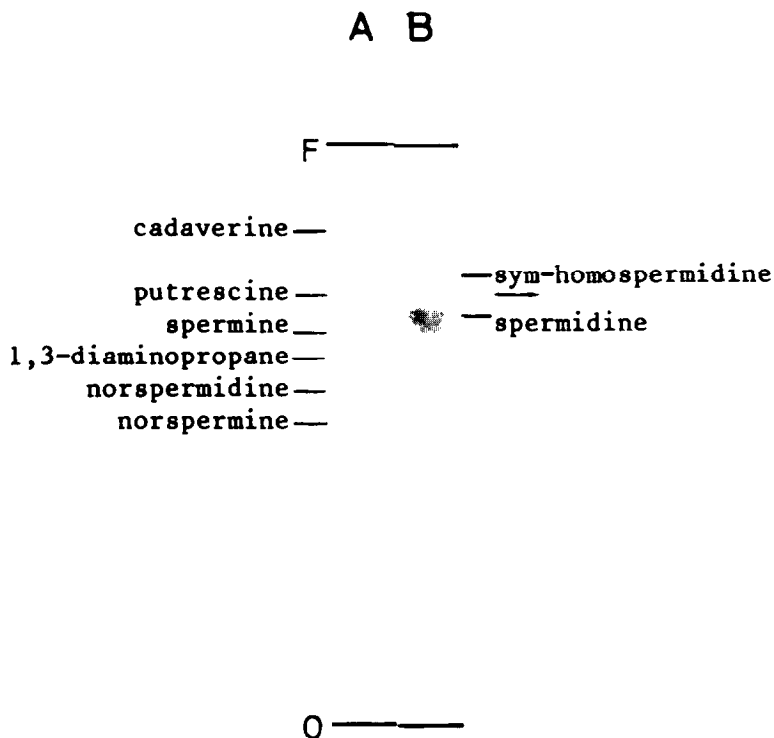 A B
F
cadaverine
sym-homospermidine
putrescine
spermine
spermidine
1,3-diaminopropane
norspermidine
norspermine
O